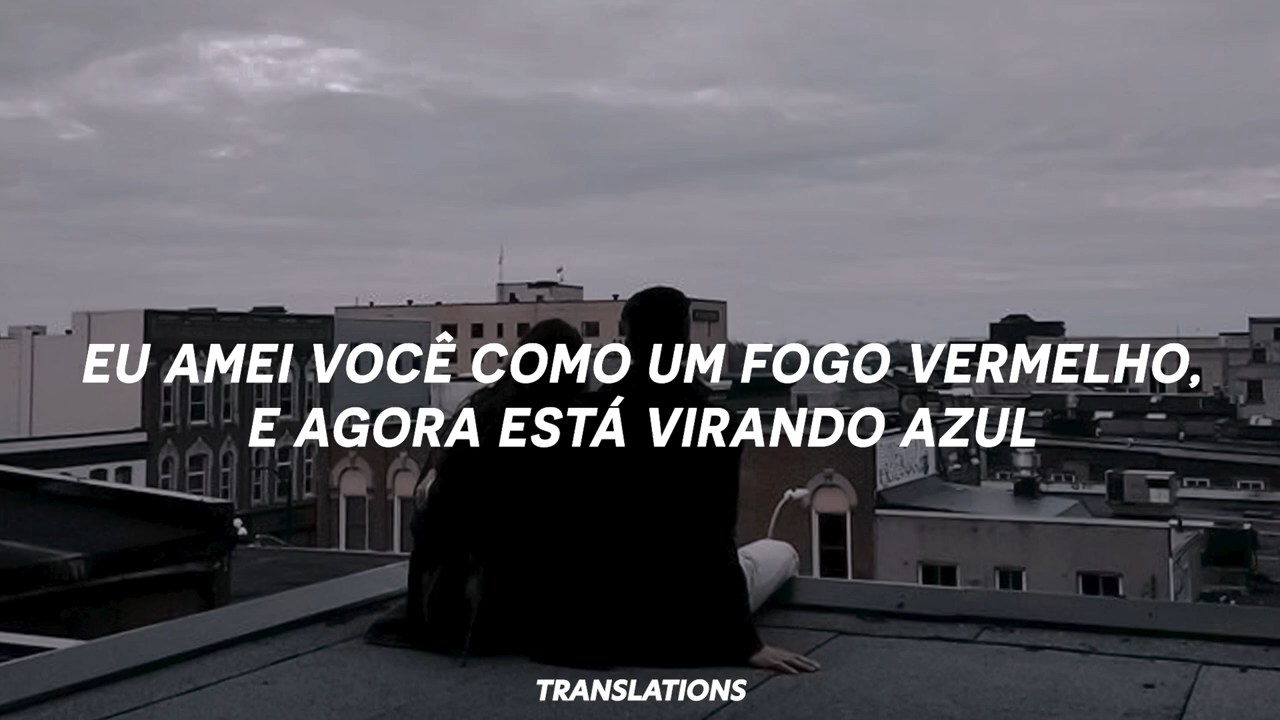 EU AMEI VOCÊ COMO UM FOGO VERMELHO,
E AGORA ESTÁ VIRANDO AZUL
TRANSLATIONS